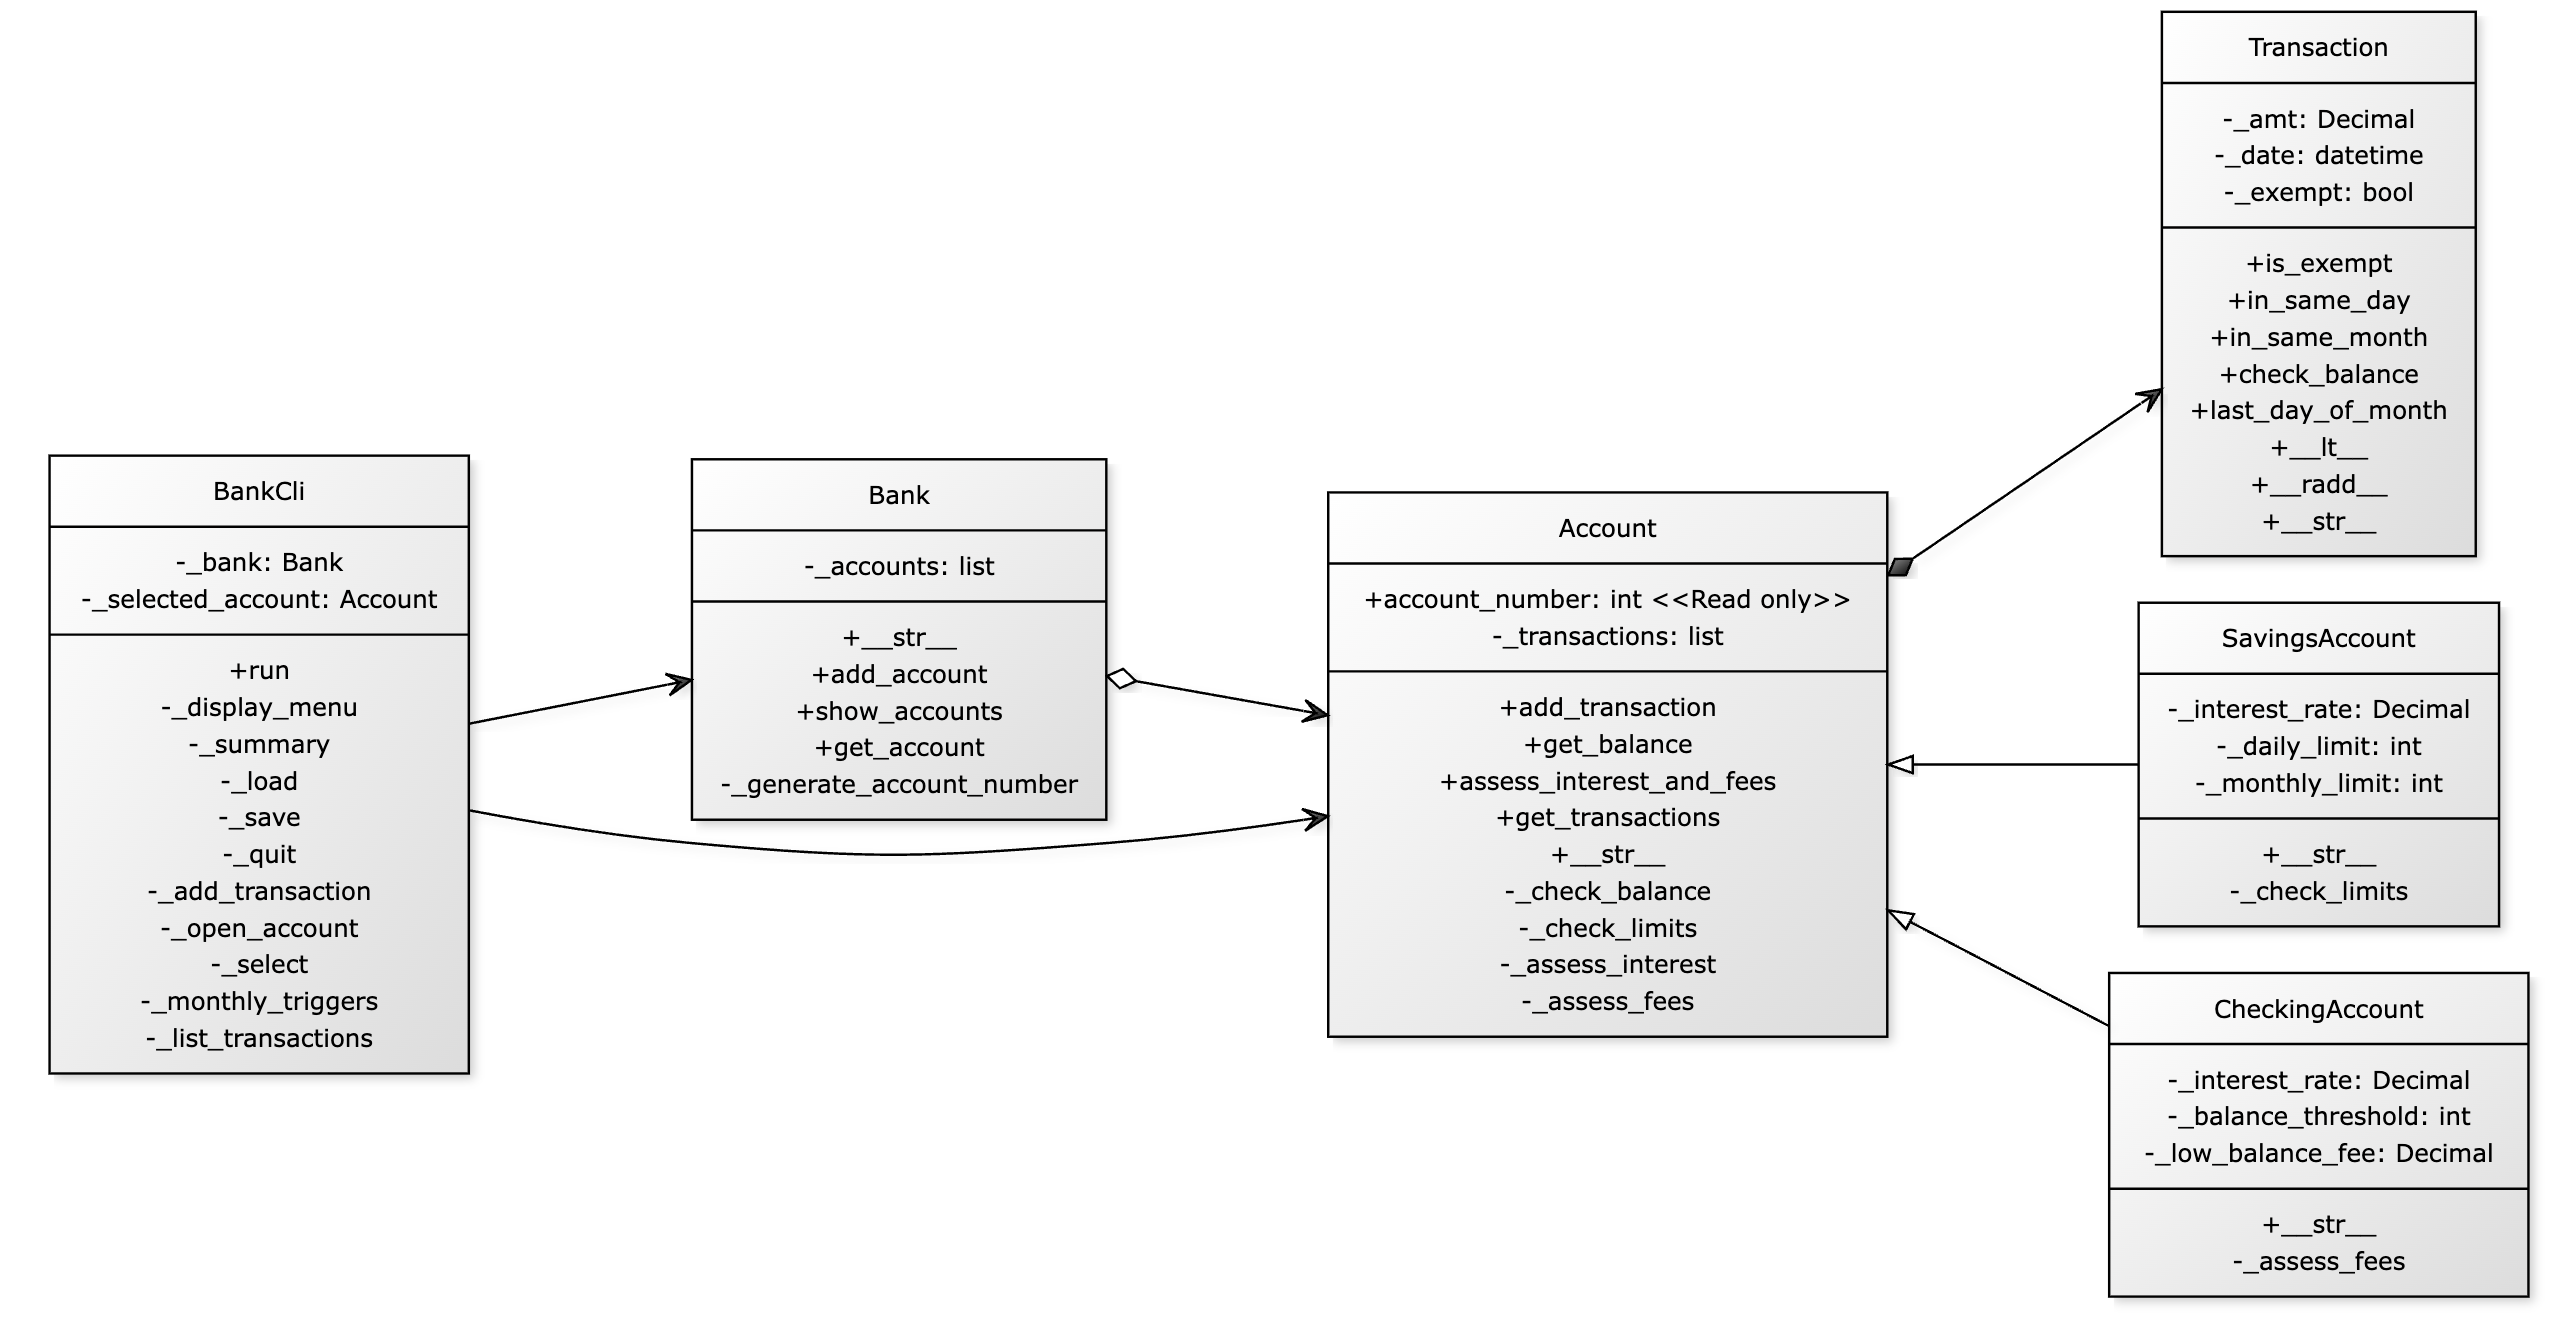 BankCli
-_bank: Bank
-_selected_account: Account
+run
-_display_menu
-_summary
-_load
-_save
-_quit
-_add_transaction
-_open_account
-_select
-_monthly_triggers
-_list_transactions
Bank
-_accounts: list
+__str__
+add_account
+show_accounts
+get_account
-_generate_account_number
Account
+account_number: int <<Read only>>
-_transactions: list
+add_transaction
+get_balance
+assess_interest_and_fees
+get_transactions
+__str__
-_check_balance
-_check_limits
-_assess_interest
-_assess_fees
Transaction
-_amt: Decimal
-_date: datetime
-_exempt: bool
+is_exempt
+in_same_day
+in_same_month
+check_balance
+last_day_of_month
+__lt__
+__radd__
+__str__
SavingsAccount
-_interest_rate: Decimal
-_daily_limit: int
-_monthly_limit: int
+__str__
-_check_limits
CheckingAccount
-_interest_rate: Decimal
-_balance_threshold: int
-_low_balance_fee: Decimal
+__str__
-_assess_fees